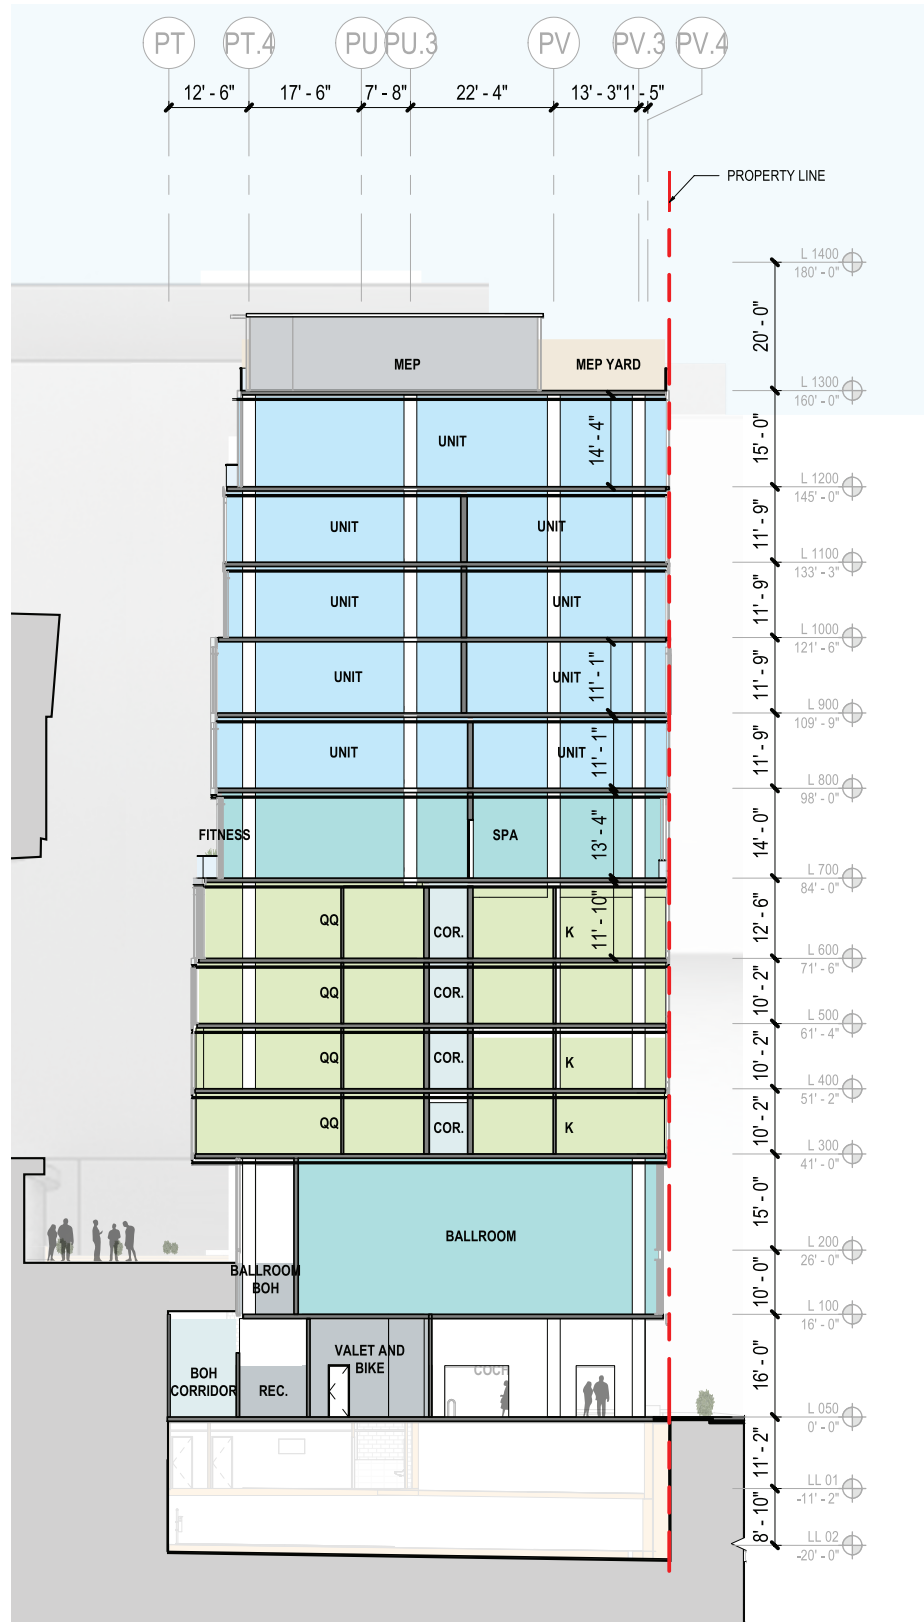 PT
PT.4
PU
PU.3
PV
PV.3
PV.4
12' - 6"
17' - 6"
7' - 8"
22' - 4"
13' - 3"
1' - 5"
PROPERTY LINE
L 1400
180' - 0"
20' - 0"
MEP
MEP YARD
L 1300
160' - 0"
UNIT
14' - 4"
15' - 0"
L 1200
145' - 0"
UNIT
UNIT
11' - 9"
L 1100
133' - 3"
UNIT
UNIT
11' - 9"
L 1000
121' - 6"
UNIT
UNIT
11' - 1"
11' - 9"
L 900
109' - 9"
UNIT
UNIT
11' - 1"
11' - 9"
L 800
98' - 0"
FITNESS
SPA
13' - 4"
14' - 0"
L 700
84' - 0"
QQ
COR.
K
11' - 10"
12' - 6"
L 600
71' - 6"
QQ
COR.
10' - 2"
L 500
61' - 4"
QQ
COR.
K
10' - 2"
L 400
51' - 2"
QQ
COR.
K
10' - 2"
L 300
41' - 0"
BALLROOM
15' - 0"
L 200
26' - 0"
BALLROOM
BOH
10' - 0"
L 100
16' - 0"
VALET AND
BIKE
BOH
CORRIDOR
REC.
16' - 0"
L 050
0' - 0"
11' - 2"
LL 01
-11' - 2"
8' - 10"
LL 02
-20' - 0"